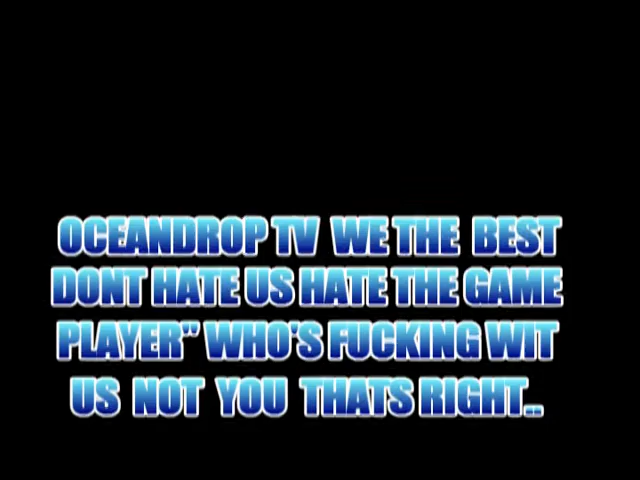 OCEANDROP TV WE THE BEST
DONT HATE US HATE THE GAME
PLAYER" WHO'S FUCKING WIT
US NOT YOU THATS RIGHT..